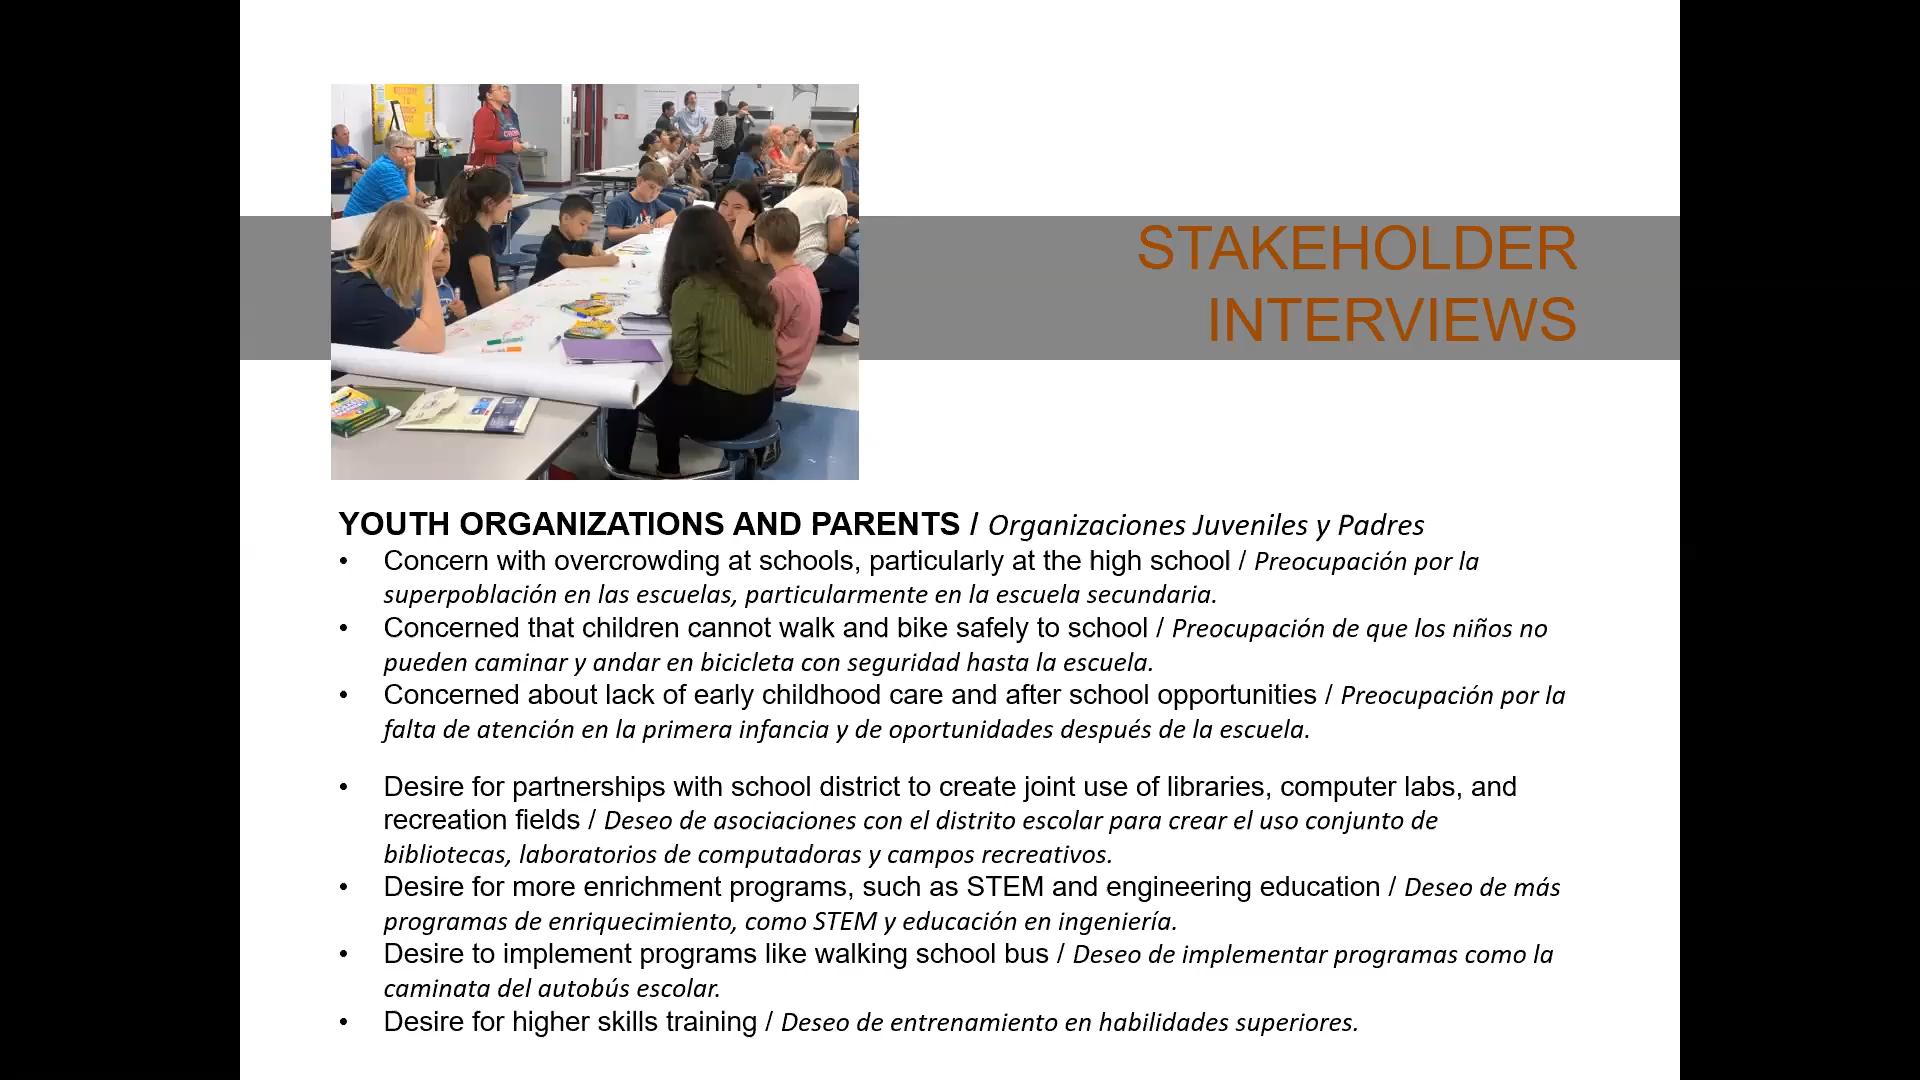 STAKEHOLDER
INTERVIEWS
YOUTH ORGANIZATIONS AND PARENTS / Organizaciones Juveniles y Padres
• Concern with overcrowding at schools, particularly at the high school / Preocupación por la
superpoblación en las escuelas, particularmente en la escuela secundaria.
• Concerned that children cannot walk and bike safely to school / Preocupación de que los niños no
pueden caminar y andar en bicicleta con seguridad hasta la escuela.
• Concerned about lack of early childhood care and after school opportunities / Preocupación por la
falta de atención en la primera infancia y de oportunidades después de la escuela.
• Desire for partnerships with school district to create joint use of libraries, computer labs, and
recreation fields / Deseo de asociaciones con el distrito escolar para crear el uso conjunto de
bibliotecas, laboratorios de computadoras y campos recreativos.
• Desire for more enrichment programs, such as STEM and engineering education / Deseo de más
programas de enriquecimiento, como STEM y educación en ingeniería.
• Desire to implement programs like walking school bus / Deseo de implementar programas como la
caminata del autobús escolar.
• Desire for higher skills training / Deseo de entrenamiento en habilidades superiores.